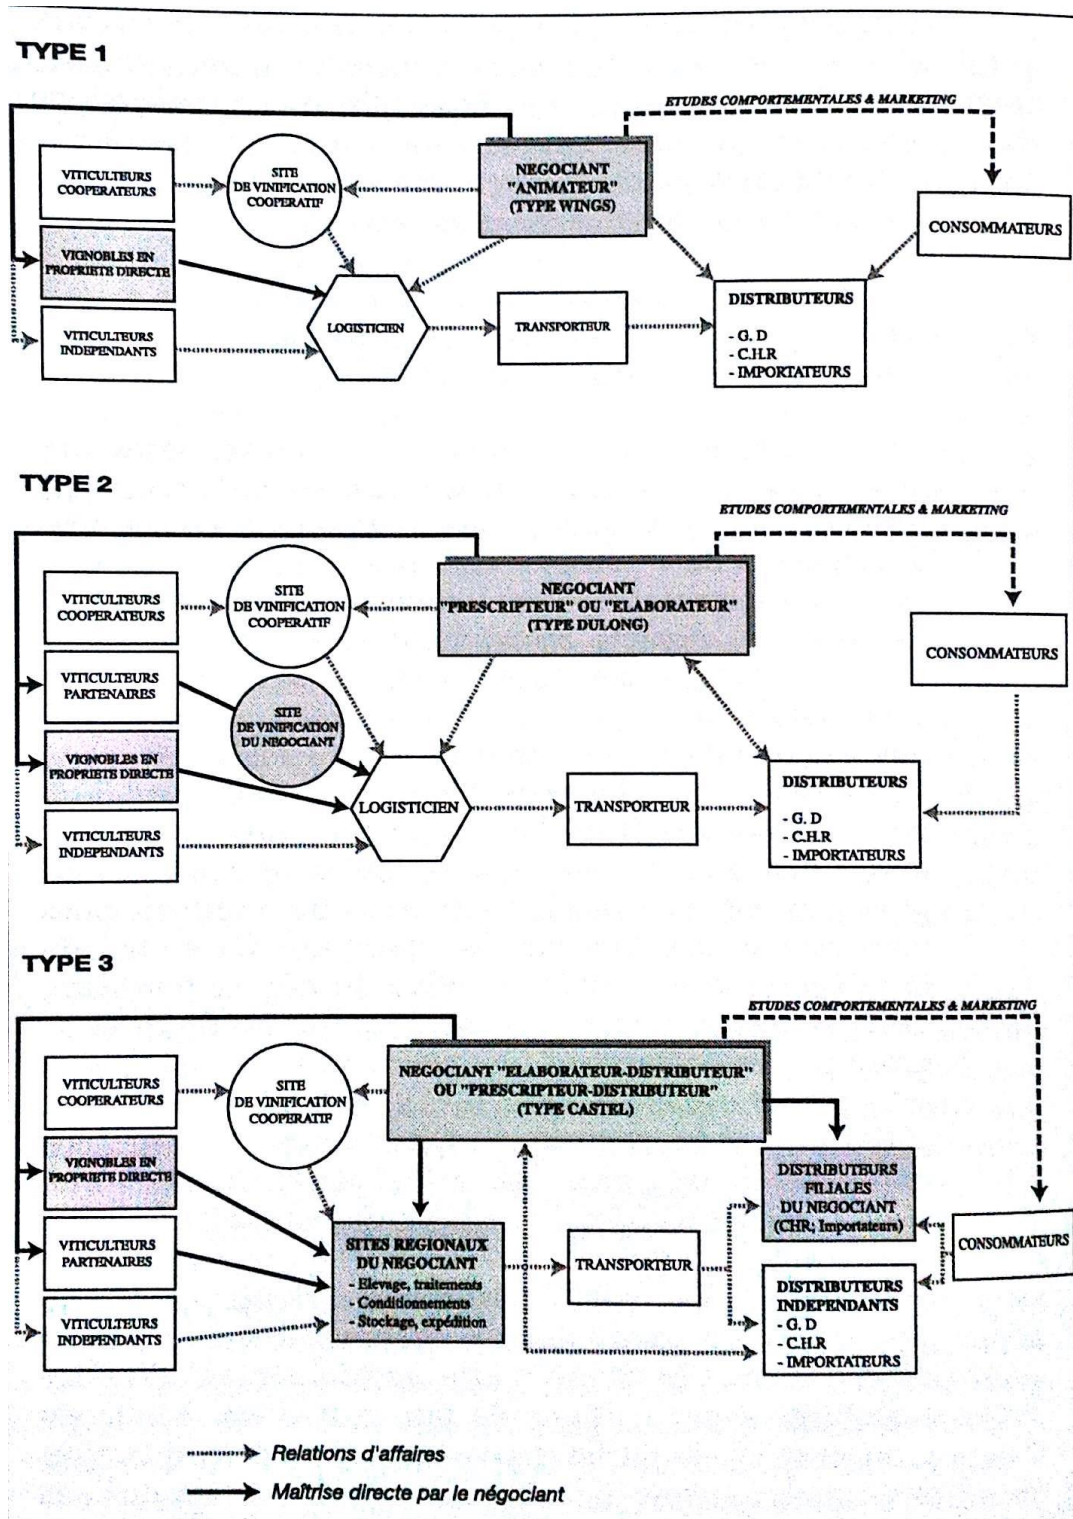 TYPE 1
ETUDES COMPORTEMENTALES & MARKETING
VITICULTEURS
COOPERATEURS
SITE
DE VINIFICATION
COOPERATIF
NEGOCIANT
"ANIMATEUR"
(TYPE WINGS)
CONSOMMATEURS
VIGNOBLES EN
PROPRIETE DIRECTE
VITICULTEURS
INDEPENDANTS
LOGISTICIEN
TRANSPORTEUR
DISTRIBUTEURS
- G. D
- C.H.R
- IMPORTATEURS
TYPE 2
ETUDES COMPORTEMENTALES & MARKETING
VITICULTEURS
COOPERATEURS
SITE
DE VINIFICATION
COOPERATIF
NEGOCIANT
"PRESCRIPTEUR" OU "ELABORATEUR"
(TYPE DULONG)
CONSOMMATEURS
VITICULTEURS
PARTENAIRES
SITE
DE VINIFICATION
DU NEGOCIANT
VIGNOBLES EN
PROPRIETE DIRECTE
VITICULTEURS
INDEPENDANTS
LOGISTICIEN
TRANSPORTEUR
DISTRIBUTEURS
- G. D
- C.H.R
- IMPORTATEURS
TYPE 3
ETUDES COMPORTEMENTALES & MARKETING
VITICULTEURS
COOPERATEURS
SITE
DE VINIFICATION
COOPERATIF
NEGOCIANT "ELABORATEUR-DISTRIBUTEUR"
OU "PRESCRIPTEUR-DISTRIBUTEUR"
(TYPE CASTEL)
VIGNOBLES EN
PROPRIETE DIRECTE
DISTRIBUTEURS
FILIALES
DU NEGOCIANT
(CHR; Importateurs)
CONSOMMATEURS
VITICULTEURS
PARTENAIRES
SITES REGIONAUX
DU NEGOCIANT
- Elevage, traitements
- Conditionnements
- Stockage, expédition
TRANSPORTEUR
VITICULTEURS
INDEPENDANTS
DISTRIBUTEURS
INDEPENDANTS
- G. D
- C.H.R
- IMPORTATEURS
Relations d'affaires
Maîtrise directe par le négociant